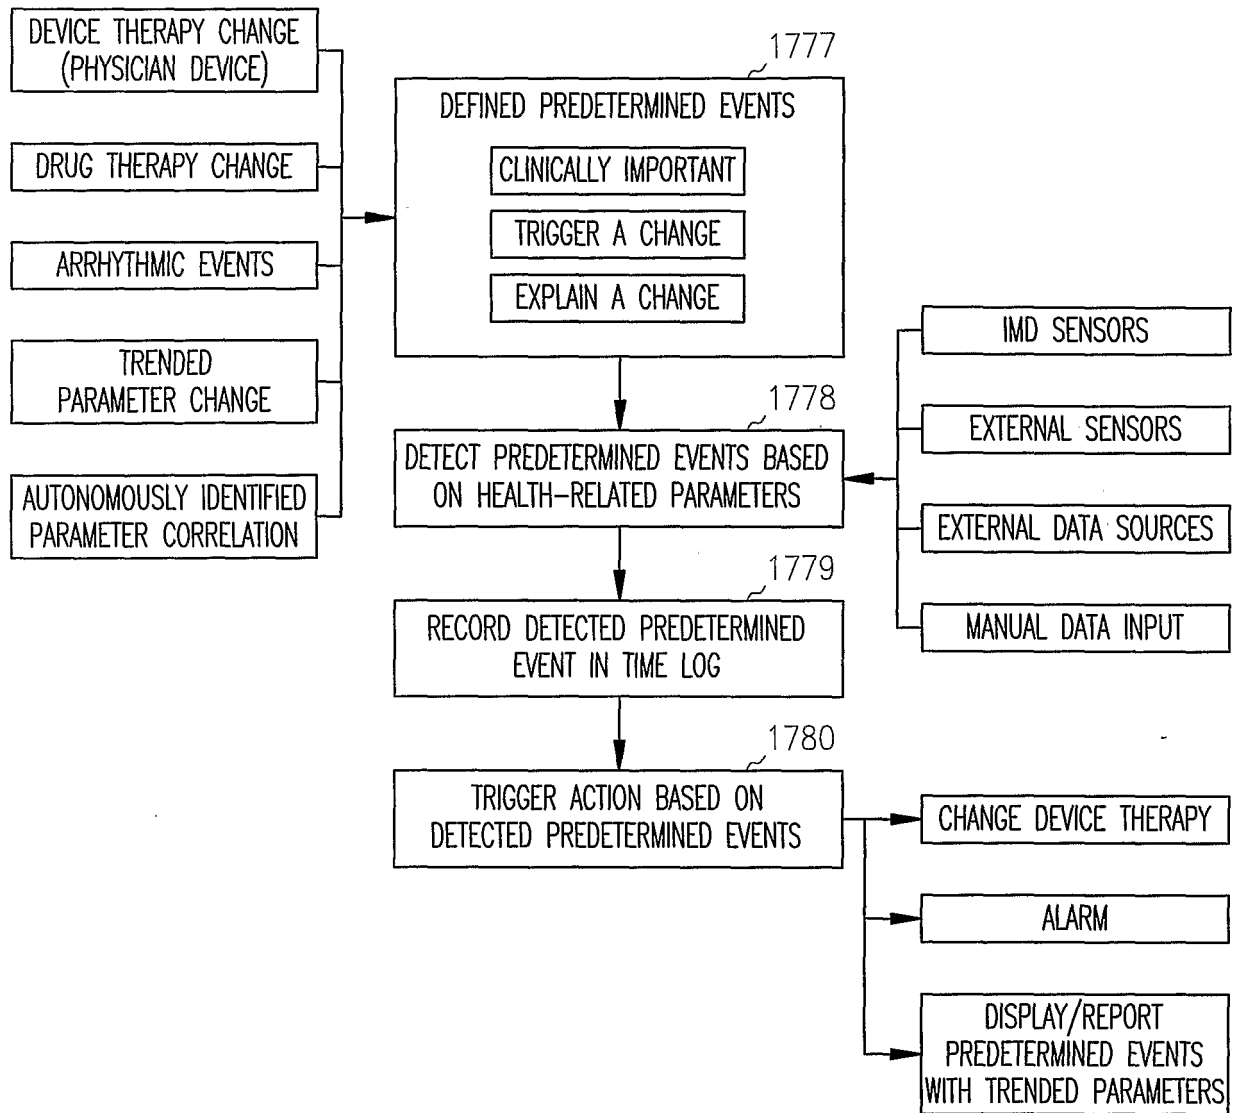 DEVICE THERAPY CHANGE
(PHYSICIAN DEVICE)
DRUG THERAPY CHANGE
ARRHYTHMIC EVENTS
TRENDED
PARAMETER CHANGE
AUTONOMOUSLY IDENTIFIED
PARAMETER CORRELATION
1777
DEFINED PREDETERMINED EVENTS
CLINICALLY IMPORTANT
TRIGGER A CHANGE
EXPLAIN A CHANGE
1778
DETECT PREDETERMINED EVENTS BASED
ON HEALTH-RELATED PARAMETERS
IMD SENSORS
EXTERNAL SENSORS
EXTERNAL DATA SOURCES
MANUAL DATA INPUT
1779
RECORD DETECTED PREDETERMINED
EVENT IN TIME LOG
1780
TRIGGER ACTION BASED ON
DETECTED PREDETERMINED EVENTS
CHANGE DEVICE THERAPY
ALARM
DISPLAY/REPORT
PREDETERMINED EVENTS
WITH TRENDED PARAMETERS